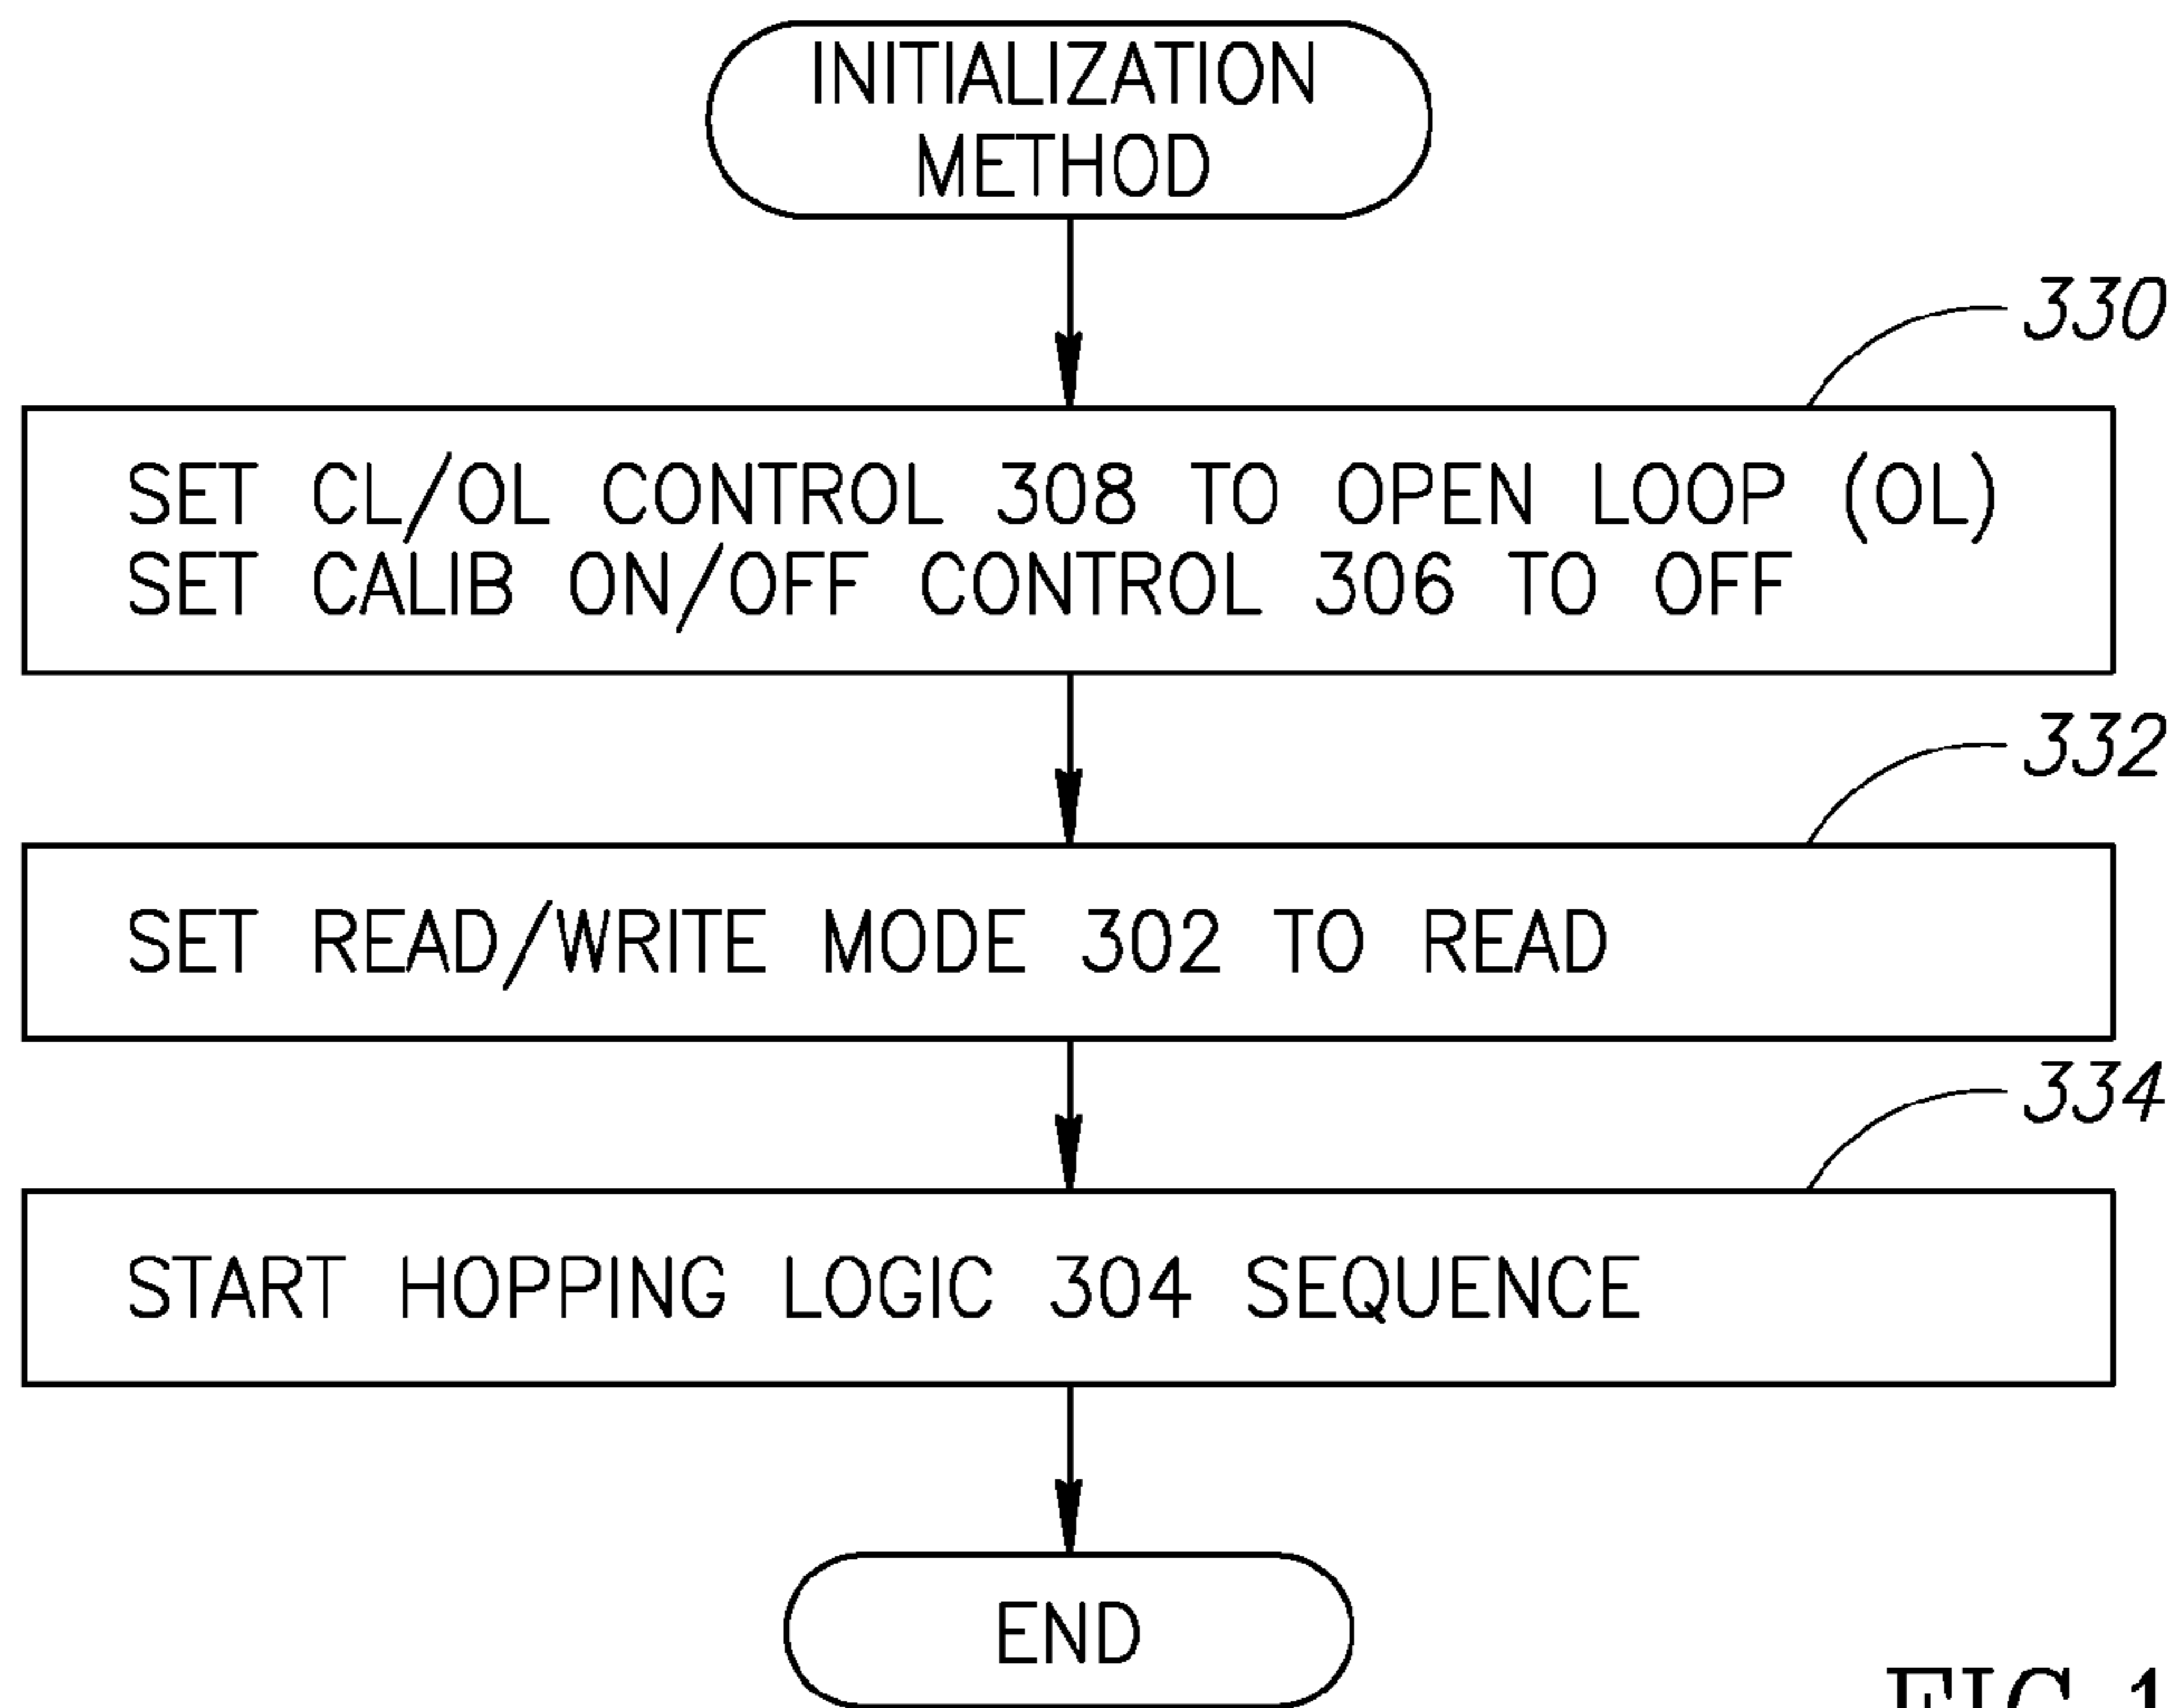 INITIALIZATION
METHOD
330
SET CL/OL CONTROL 308 TO OPEN LOOP (OL)
SET CALIB ON/OFF CONTROL 306 TO OFF
332
SET READ/WRITE MODE 302 TO READ
334
START HOPPING LOGIC 304 SEQUENCE
END